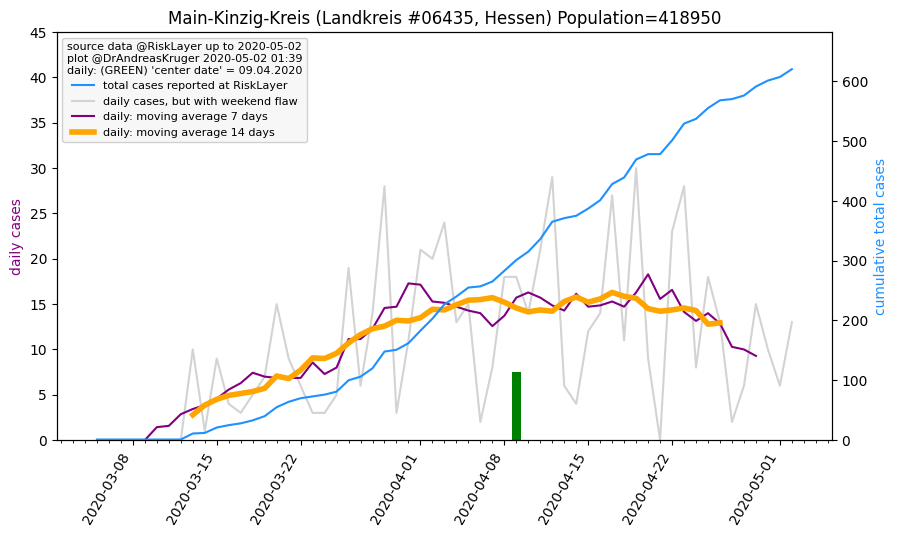 Main-Kinzig-Kreis (Landkreis #06435, Hessen) Population=418950
source data @RiskLayer up to 2020-05-02
plot @DrAndreasKruger 2020-05-02 01:39
daily: (GREEN) 'center date' = 09.04.2020
total cases reported at RiskLayer
daily cases, but with weekend flaw
daily: moving average 7 days
daily: moving average 14 days
daily cases
45
40
35
30
25
20
15
10
5
0
600
500
400
300
200
100
0
cumulative total cases
2020-03-08
2020-03-15
2020-03-22
2020-04-01
2020-04-08
2020-04-15
2020-04-22
2020-05-01